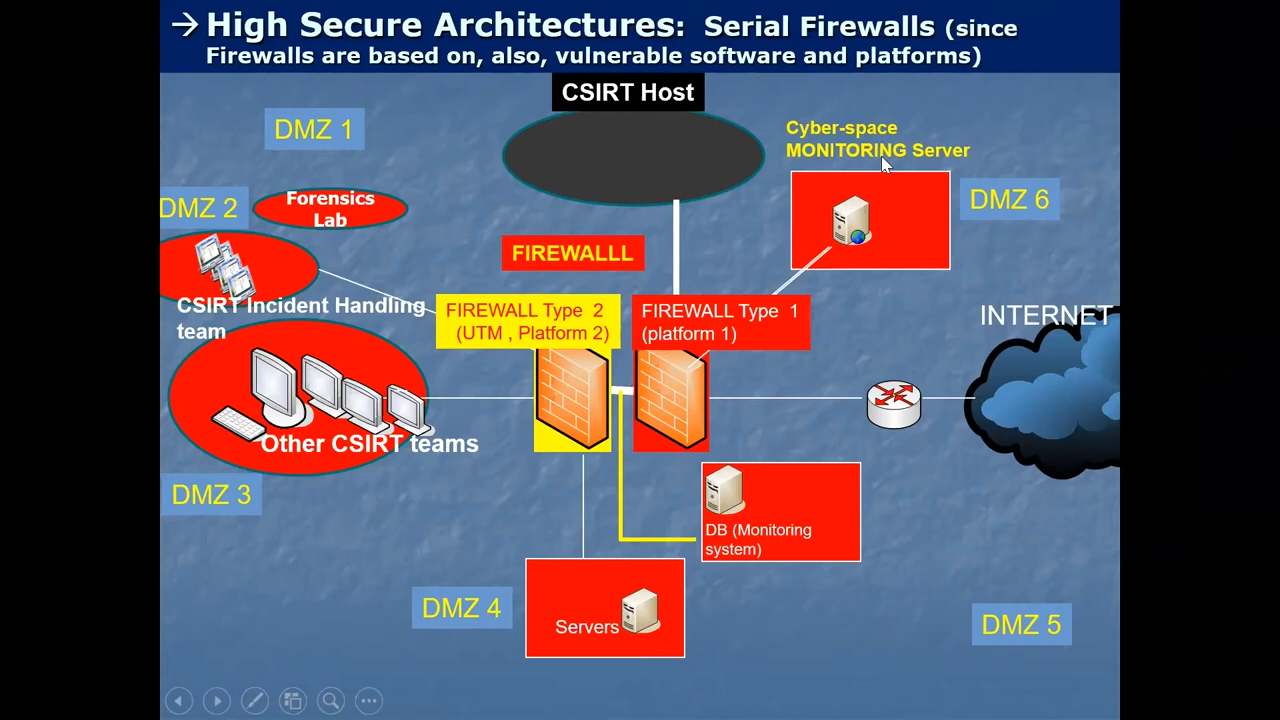 → High Secure Architectures: Serial Firewalls (since
Firewalls are based on, also, vulnerable software and platforms)
CSIRT Host
DMZ 1
Cyber-space
MONITORING Server
DMZ 2
Forensics
Lab
DMZ 6
FIREWALLL
CSIRT Incident Handling
team
FIREWALL Type 2
(UTM , Platform 2)
FIREWALL Type 1
(platform 1)
INTERNET
Other CSIRT teams
DMZ 3
DB (Monitoring
system)
DMZ 4
Servers
DMZ 5